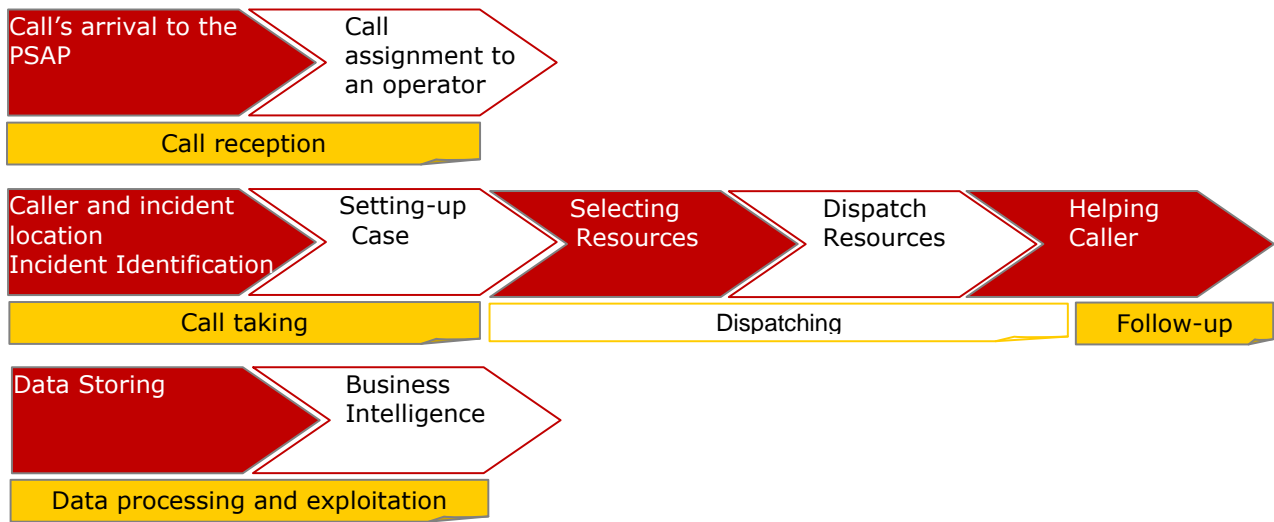 Call’s arrival to the
PSAP
Call
assignment to
an operator
Call reception
Caller and incident
location
Incident Identification
Setting-up
Case
Selecting
Resources
Dispatch
Resources
Helping
Caller
Call taking
Dispatching
Follow-up
Data Storing
Business
Intelligence
Data processing and exploitation